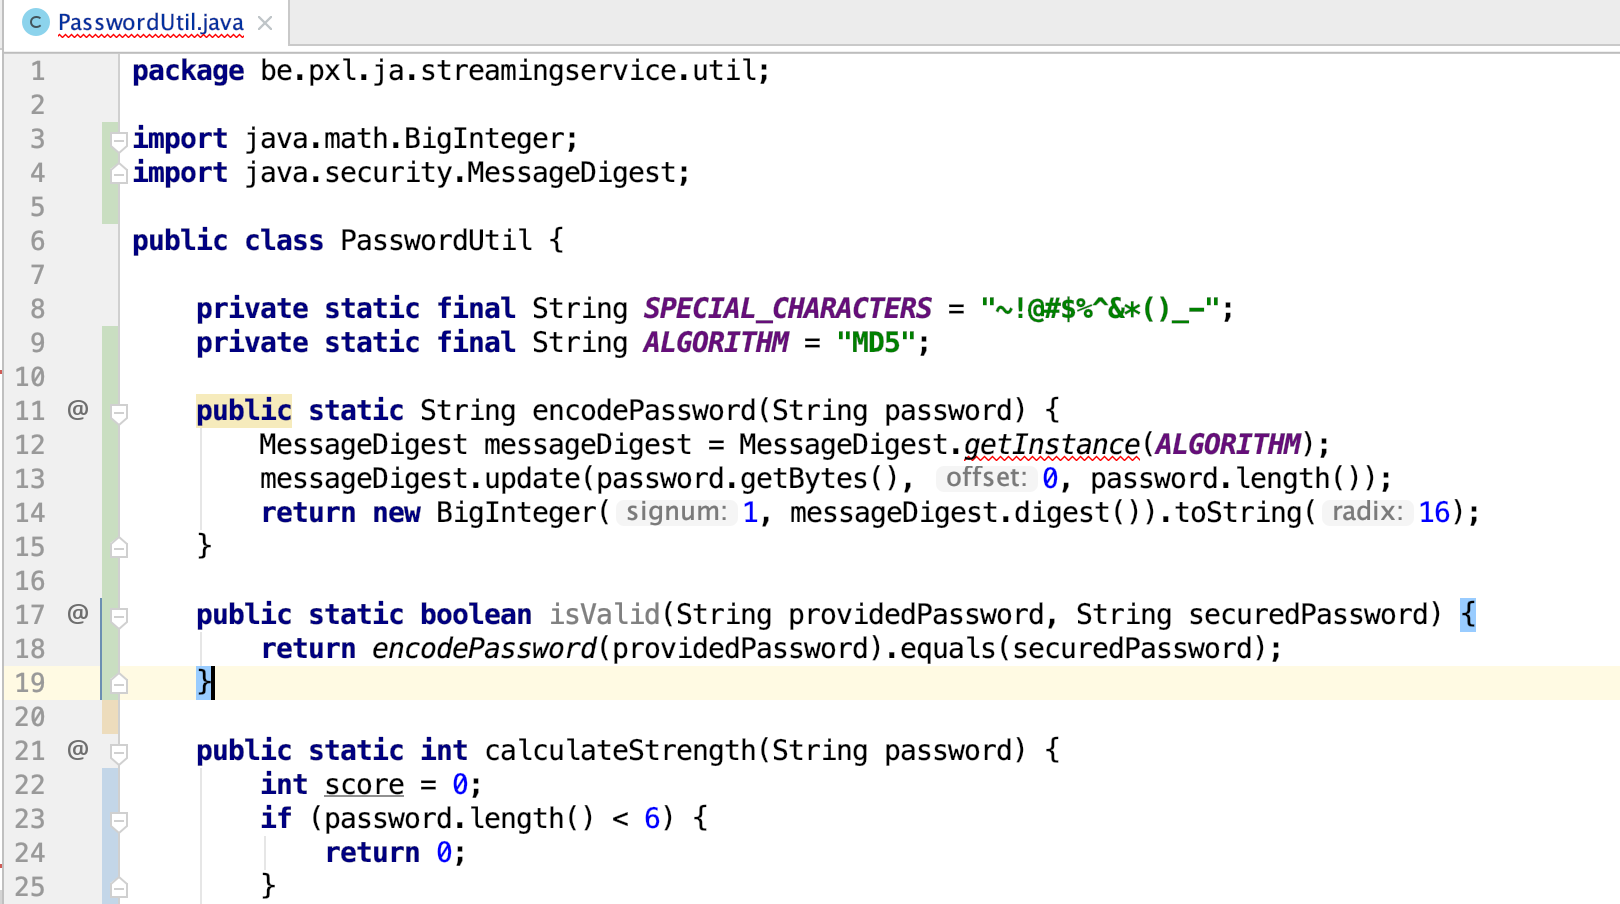 C PasswordUtil.java ×
1 package be.pxl.ja.streamingservice.util;
2
3 import java.math.BigInteger;
4 import java.security.MessageDigest;
5
6 public class PasswordUtil {
7
8 private static final String SPECIAL_CHARACTERS = "~!@#$%^&*()_-";
9 private static final String ALGORITHM = "MD5";
10
11 @ public static String encodePassword(String password) {
12 MessageDigest messageDigest = MessageDigest.getInstance(ALGORITHM);
13 messageDigest.update(password.getBytes(), offset: 0, password.length());
14 return new BigInteger( signum: 1, messageDigest.digest()).toString( radix: 16);
15 }
16
17 @ public static boolean isValid(String providedPassword, String securedPassword) {
18 return encodePassword(providedPassword).equals(securedPassword);
19 }
20
21 @ public static int calculateStrength(String password) {
22 int score = 0;
23 if (password.length() < 6) {
24 return 0;
25 }